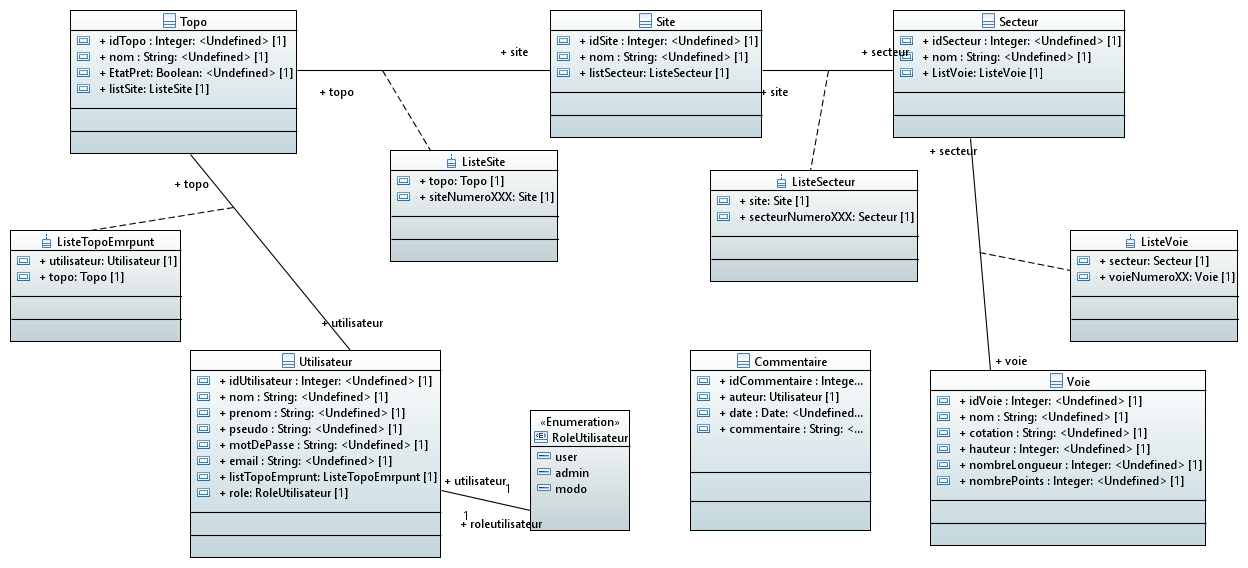 Topo
+ idTopo : Integer: <Undefined> [1]
+ nom : String: <Undefined> [1]
+ EtatPret: Boolean: <Undefined> [1]
+ listSite: ListeSite [1]
+ site
+ topo
Site
+ idSite : Integer: <Undefined> [1]
+ nom : String: <Undefined> [1]
+ listSecteur: ListeSecteur [1]
+ secteur
+ site
Secteur
+ idSecteur : Integer: <Undefined> [1]
+ nom : String: <Undefined> [1]
+ ListVoie: ListeVoie [1]
+ secteur
+ topo
ListeSite
+ topo: Topo [1]
+ siteNumeroXXX: Site [1]
ListeSecteur
+ site: Site [1]
+ secteurNumeroXXX: Secteur [1]
ListeTopoEmrpunt
+ utilisateur: Utilisateur [1]
+ topo: Topo [1]
ListeVoie
+ secteur: Secteur [1]
+ voieNumeroXX: Voie [1]
+ utilisateur
+ voie
Utilisateur
+ idUtilisateur : Integer: <Undefined> [1]
+ nom : String: <Undefined> [1]
+ prenom : String: <Undefined> [1]
+ pseudo : String: <Undefined> [1]
+ motDePasse : String: <Undefined> [1]
+ email : String: <Undefined> [1]
+ listTopoEmprunt: ListeTopoEmrpunt [1]
+ role: RoleUtilisateur [1]
+ utilisateur
1
1
+ roleutilisateur
«Enumeration»
RoleUtilisateur
user
admin
modo
Commentaire
+ idCommentaire : Intege...
+ auteur: Utilisateur [1]
+ date : Date: <Undefined...
+ commentaire : String: <...
Voie
+ idVoie : Integer: <Undefined> [1]
+ nom : String: <Undefined> [1]
+ cotation : String: <Undefined> [1]
+ hauteur : Integer: <Undefined> [1]
+ nombreLongueur : Integer: <Undefined> [1]
+ nombrePoints : Integer: <Undefined> [1]